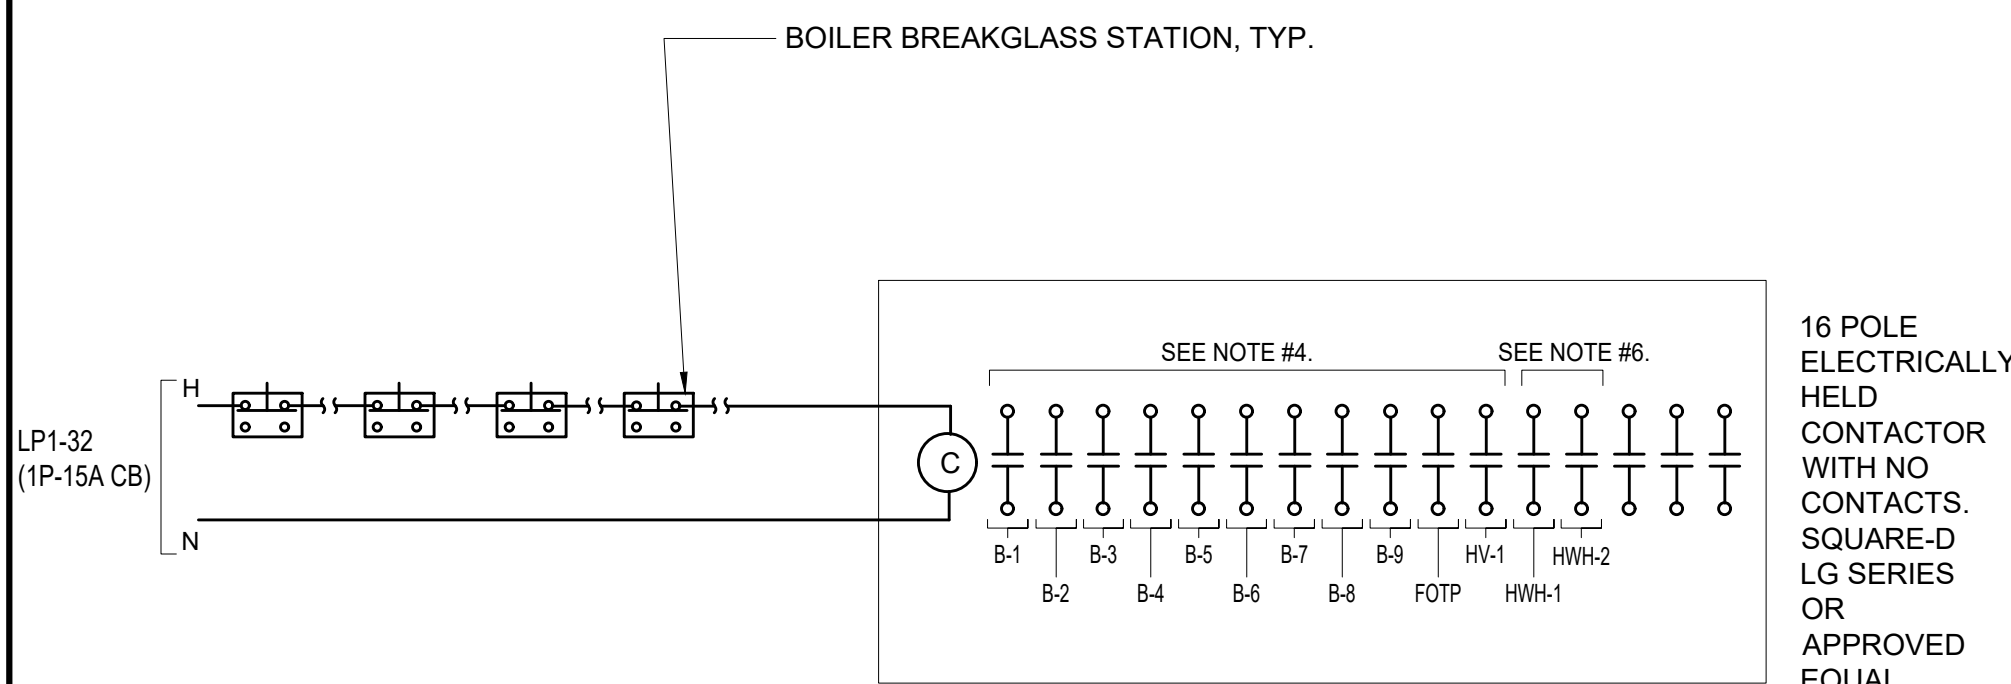 BOILER BREAKGLASS STATION, TYP.
SEE NOTE #4.
SEE NOTE #6.
H
LP1-32
(1P-15A CB)
N
C
B-1
B-2
B-3
B-4
B-5
B-6
B-7
B-8
B-9
FOTP
HV-1
HWH-1
HWH-2
16 POLE
ELECTRICALLY
HELD
CONTACTOR
WITH NO
CONTACTS.
SQUARE-D
LG SERIES
OR
APPROVED
EQUAL